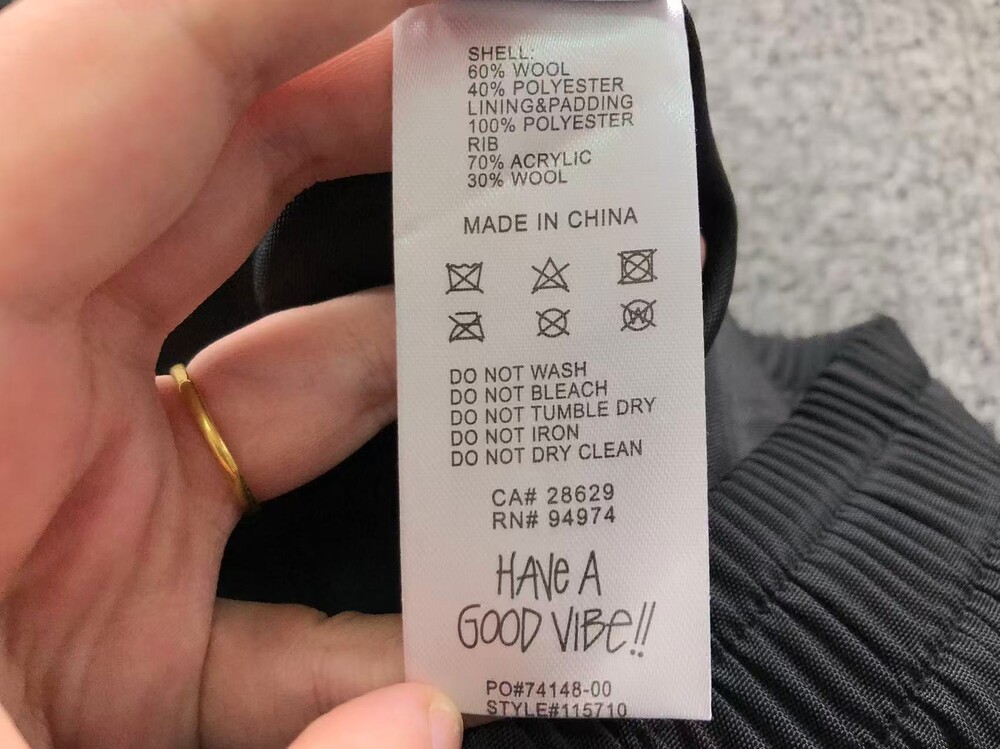 SHELL:
60% WOOL
40% POLYESTER
LINING&PADDING
100% POLYESTER
RIB
70% ACRYLIC
30% WOOL
MADE IN CHINA
DO NOT WASH
DO NOT BLEACH
DO NOT TUMBLE DRY
DO NOT IRON
DO NOT DRY CLEAN
CA# 28629
RN# 94974
HAVE A
GOOD VIBE!!
PO#74148-00
STYLE#115710